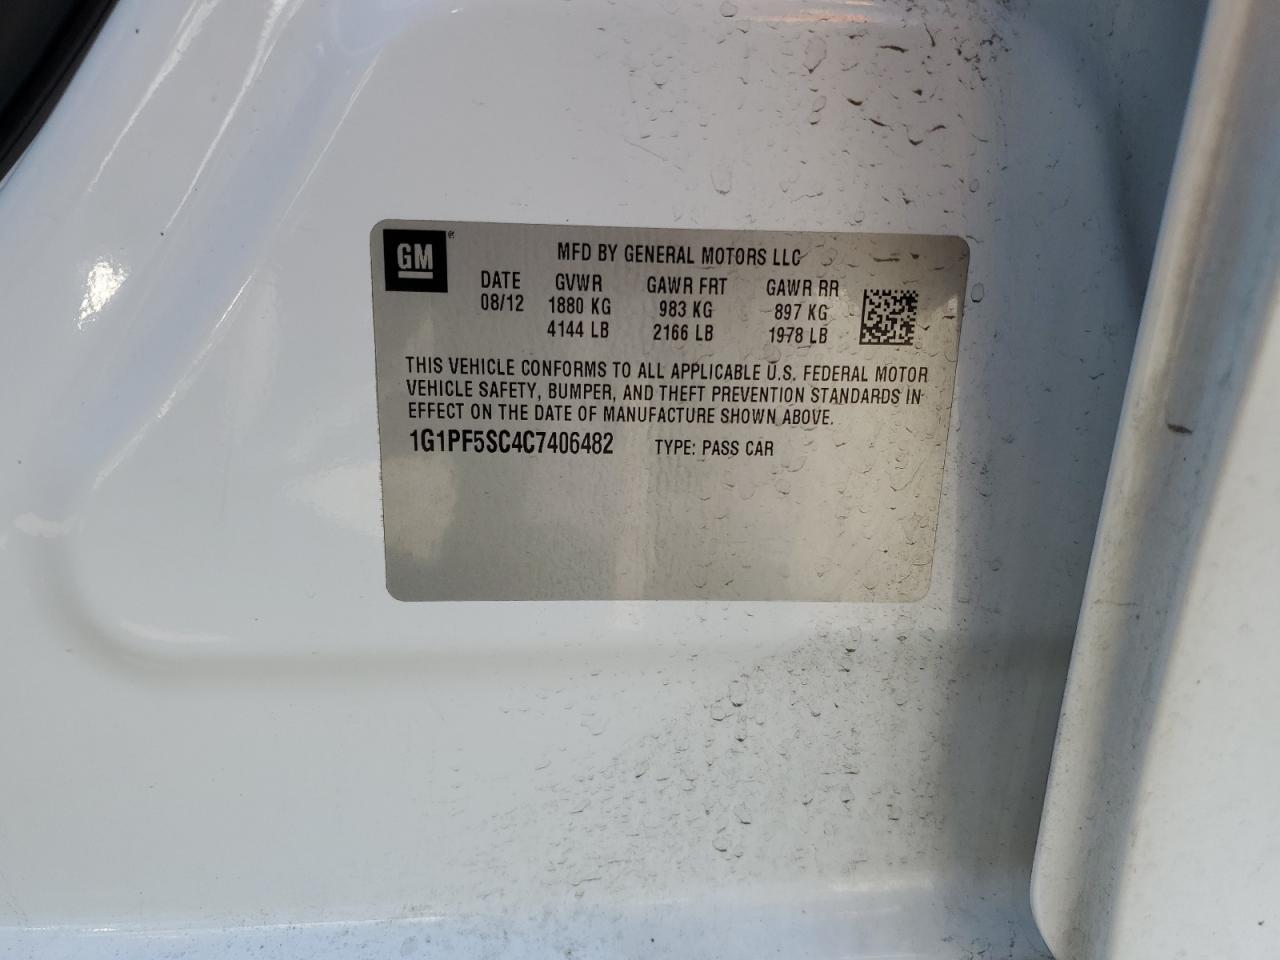 GM
MFD BY GENERAL MOTORS LLC
DATE GVWR GAWR FRT GAWR RR
08/12 1880 KG 983 KG 897 KG
4144 LB 2166 LB 1978 LB
THIS VEHICLE CONFORMS TO ALL APPLICABLE U.S. FEDERAL MOTOR
VEHICLE SAFETY, BUMPER, AND THEFT PREVENTION STANDARDS IN
EFFECT ON THE DATE OF MANUFACTURE SHOWN ABOVE.
1G1PF5SC4C7406482 TYPE: PASS CAR